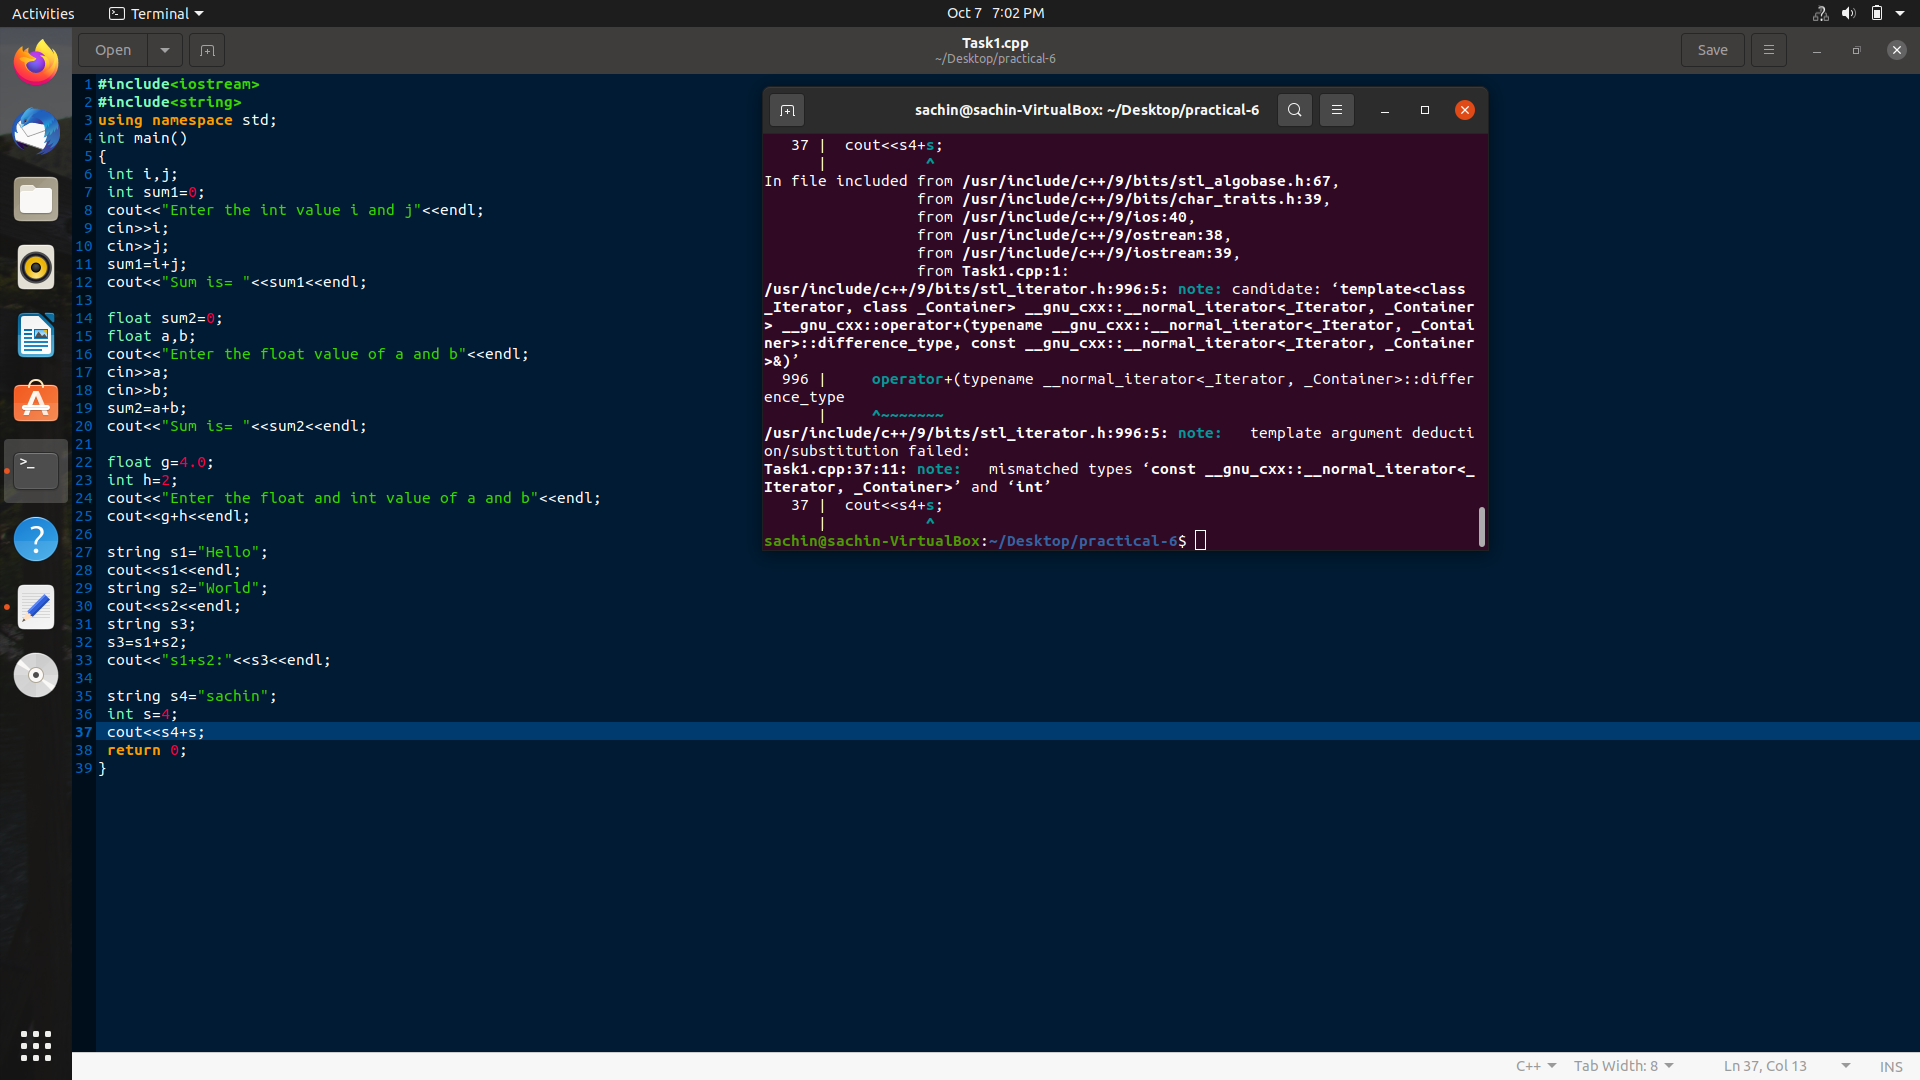 Activities
Terminal
Oct 7 7:02 PM
Open
Task1.cpp
~/Desktop/practical-6
Save
1 #include<iostream>
2 #include<string>
3 using namespace std;
4 int main()
5 {
6 int i,j;
7 int sum1=0;
8 cout<<"Enter the int value i and j"<<endl;
9 cin>>i;
10 cin>>j;
11 sum1=i+j;
12 cout<<"Sum is= "<<sum1<<endl;
13
14 float sum2=0;
15 float a,b;
16 cout<<"Enter the float value of a and b"<<endl;
17 cin>>a;
18 cin>>b;
19 sum2=a+b;
20 cout<<"Sum is= "<<sum2<<endl;
21
22 float g=4.0;
23 int h=2;
24 cout<<"Enter the float and int value of a and b"<<endl;
25 cout<<g+h<<endl;
26
27 string s1="Hello";
28 cout<<s1<<endl;
29 string s2="World";
30 cout<<s2<<endl;
31 string s3;
32 s3=s1+s2;
33 cout<<"s1+s2:"<<s3<<endl;
34
35 string s4="sachin";
36 int s=4;
37 cout<<s4+s;
38 return 0;
39 }
sachin@sachin-VirtualBox: ~/Desktop/practical-6
37 | cout<<s4+s;
| ^
In file included from /usr/include/c++/9/bits/stl_algobase.h:67,
from /usr/include/c++/9/bits/char_traits.h:39,
from /usr/include/c++/9/ios:40,
from /usr/include/c++/9/ostream:38,
from /usr/include/c++/9/iostream:39,
from Task1.cpp:1:
/usr/include/c++/9/bits/stl_iterator.h:996:5: note: candidate: ‘template<class
_Iterator, class _Container> __gnu_cxx::__normal_iterator<_Iterator, _Container
> __gnu_cxx::operator+(typename __gnu_cxx::__normal_iterator<_Iterator, _Contai
ner>::difference_type, const __gnu_cxx::__normal_iterator<_Iterator, _Container
>&)’
996 | operator+(typename __normal_iterator<_Iterator, _Container>::differ
ence_type
| ^~~~~~~~
/usr/include/c++/9/bits/stl_iterator.h:996:5: note: template argument deducti
on/substitution failed:
Task1.cpp:37:11: note: mismatched types ‘const __gnu_cxx::__normal_iterator<_
Iterator, _Container>’ and ‘int’
37 | cout<<s4+s;
| ^
sachin@sachin-VirtualBox:~/Desktop/practical-6$
C++
Tab Width: 8
Ln 37, Col 13
INS